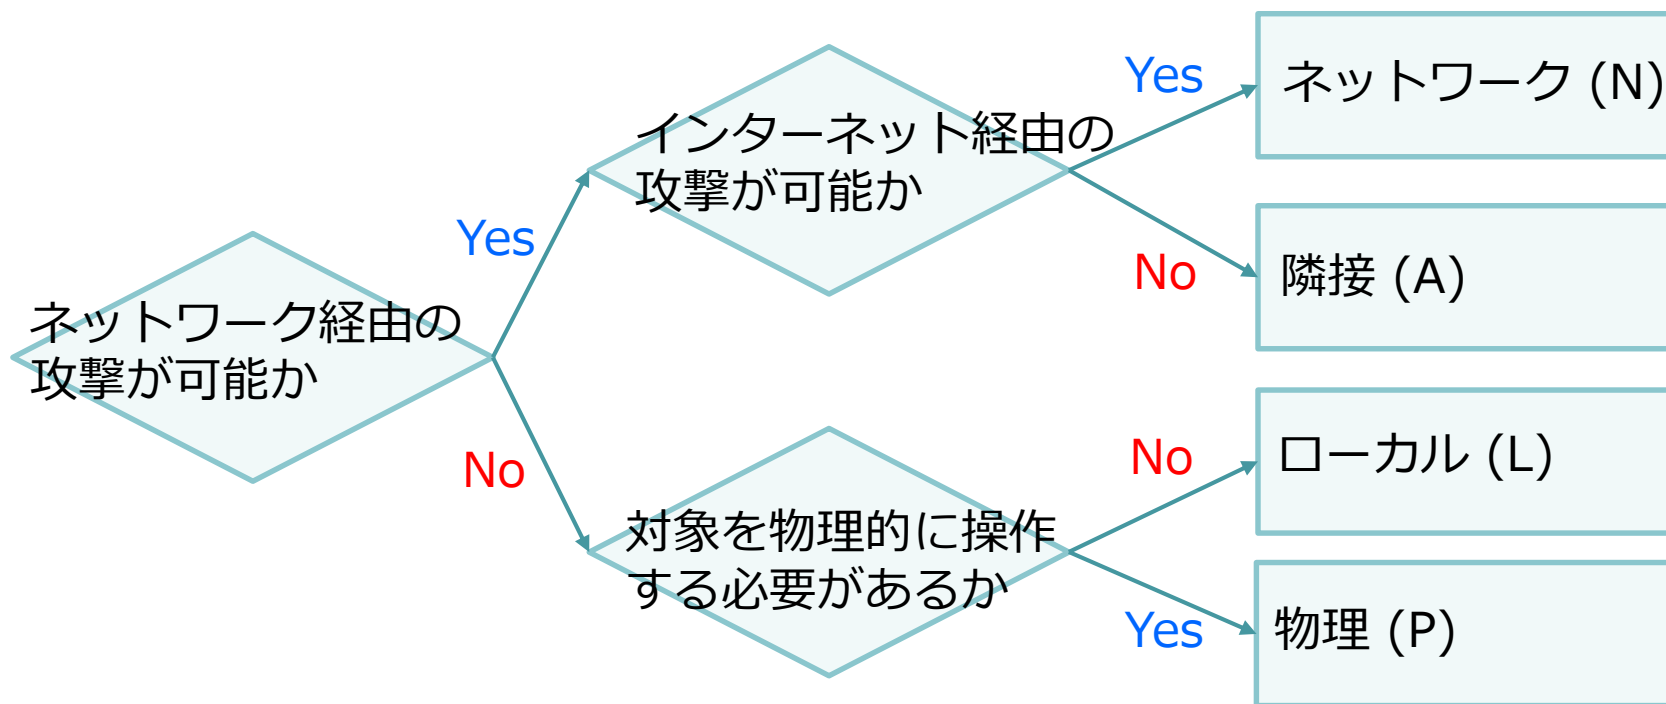 ネットワーク経由の
攻撃が可能か
Yes
No
インターネット経由の
攻撃が可能か
Yes
No
対象を物理的に操作
する必要があるか
No
Yes
ネットワーク (N)
隣接 (A)
ローカル (L)
物理 (P)